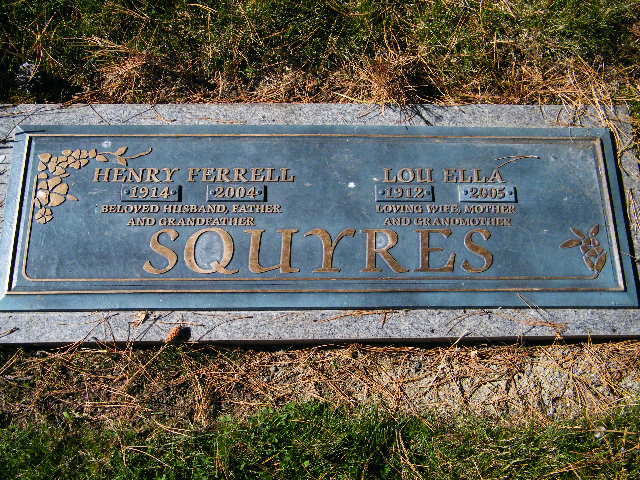 HENRY FERRELL
1914 2004
BELOVED HUSBAND, FATHER
AND GRANDFATHER
LOU ELLA
1912 2005
LOVING WIFE, MOTHER
AND GRANDMOTHER
SQUYRES